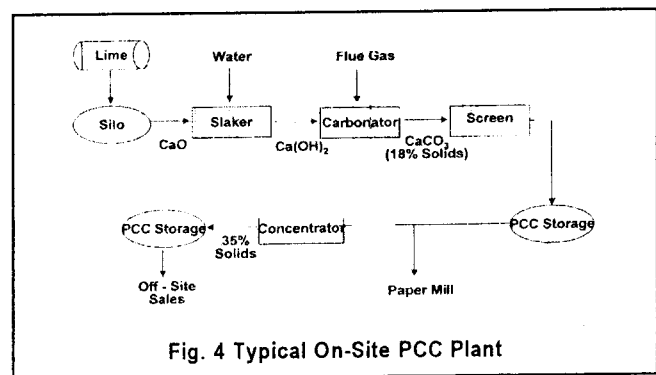 Lime
Water
Flue Gas
Silo
Slaker
Carbonator
Screen
CaO
Ca(OH)₂
CaCO₃
(18% Solids)
PCC Storage
Concentrator
PCC Storage
35%
Solids
Off - Site
Sales
Paper Mill
Fig. 4 Typical On-Site PCC Plant